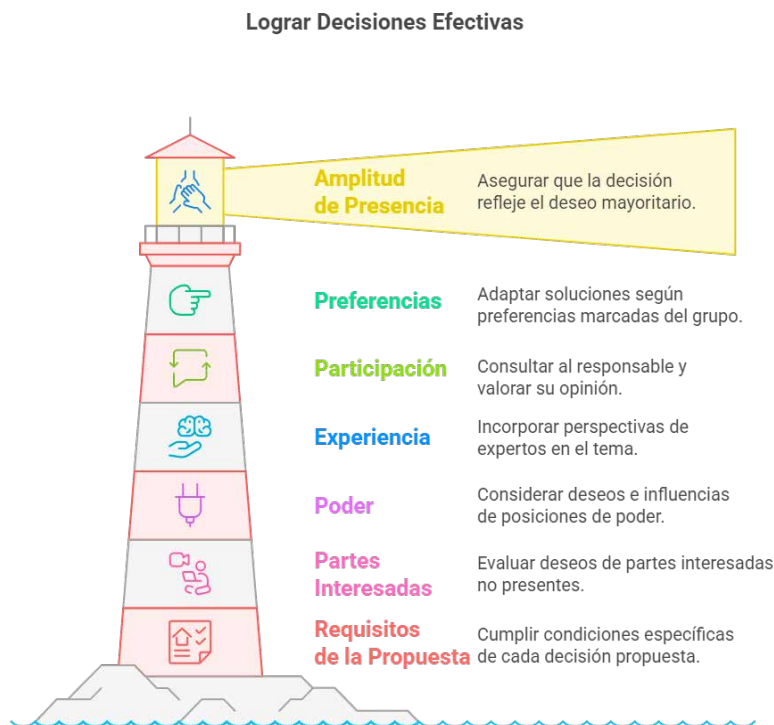 Lograr Decisiones Efectivas
Amplitud
de Presencia
Asegurar que la decisión
refleje el deseo mayoritario.
Preferencias
Adaptar soluciones según
preferencias marcadas del grupo.
Participación
Consultar al responsable y
valorar su opinión.
Experiencia
Incorporar perspectivas de
expertos en el tema.
Poder
Considerar deseos e influencias
de posiciones de poder.
Partes
Interesadas
Evaluar deseos de partes interesadas
no presentes.
Requisitos
de la Propuesta
Cumplir condiciones específicas
de cada decisión propuesta.